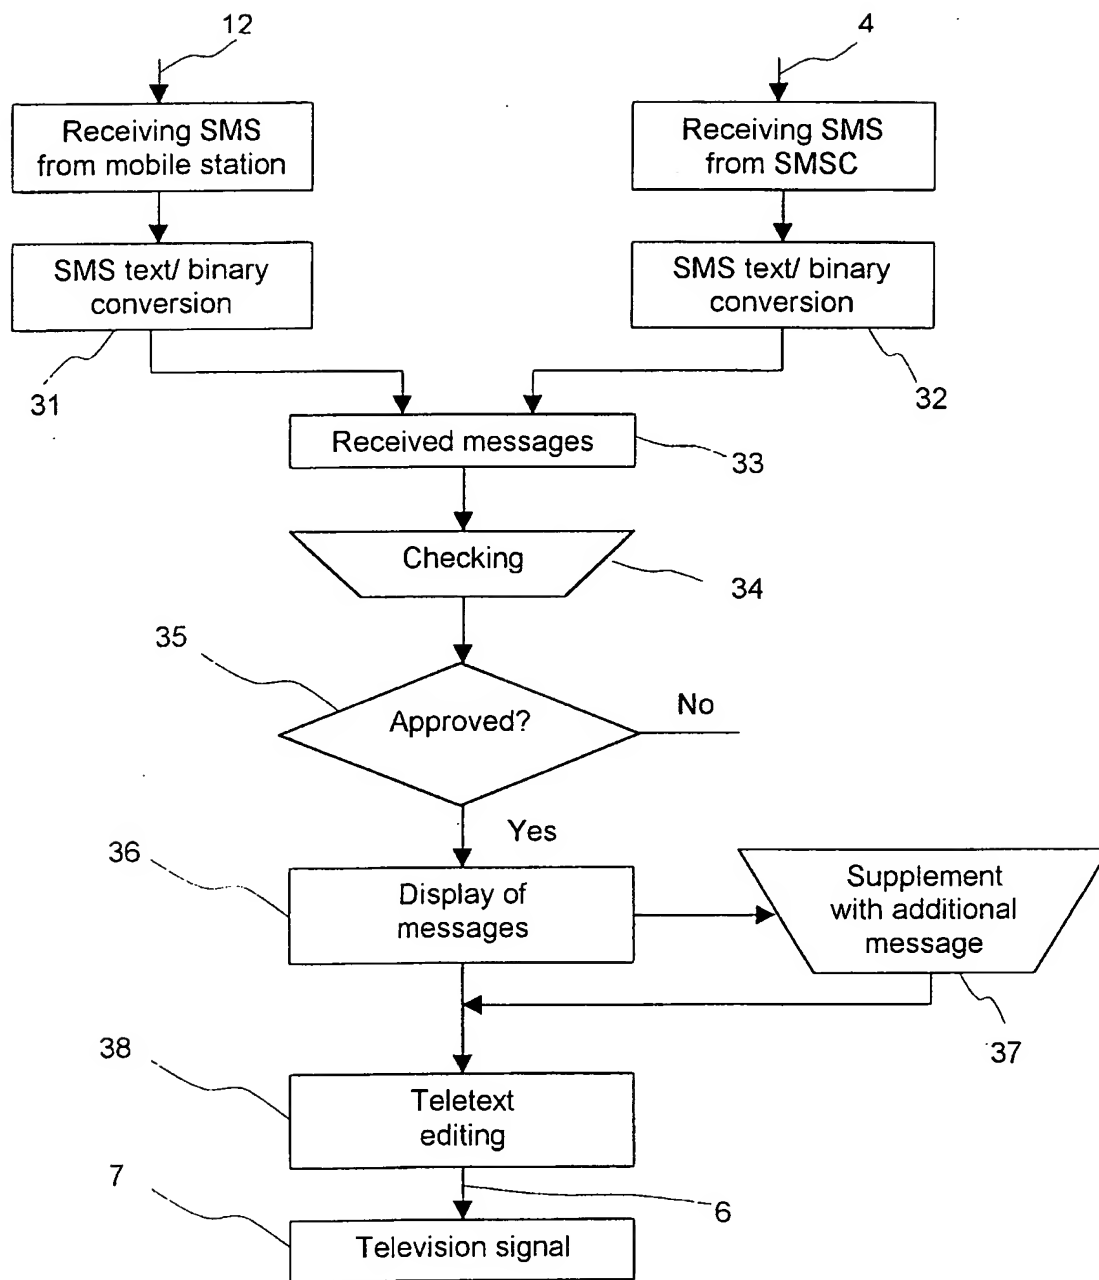 12
4
Receiving SMS
from mobile station
Receiving SMS
from SMSC
SMS text/ binary
conversion
SMS text/ binary
conversion
31
32
Received messages
33
Checking
34
35
Approved?
No
Yes
36
Display of
messages
Supplement
with additional
message
37
38
Teletext
editing
7
6
Television signal